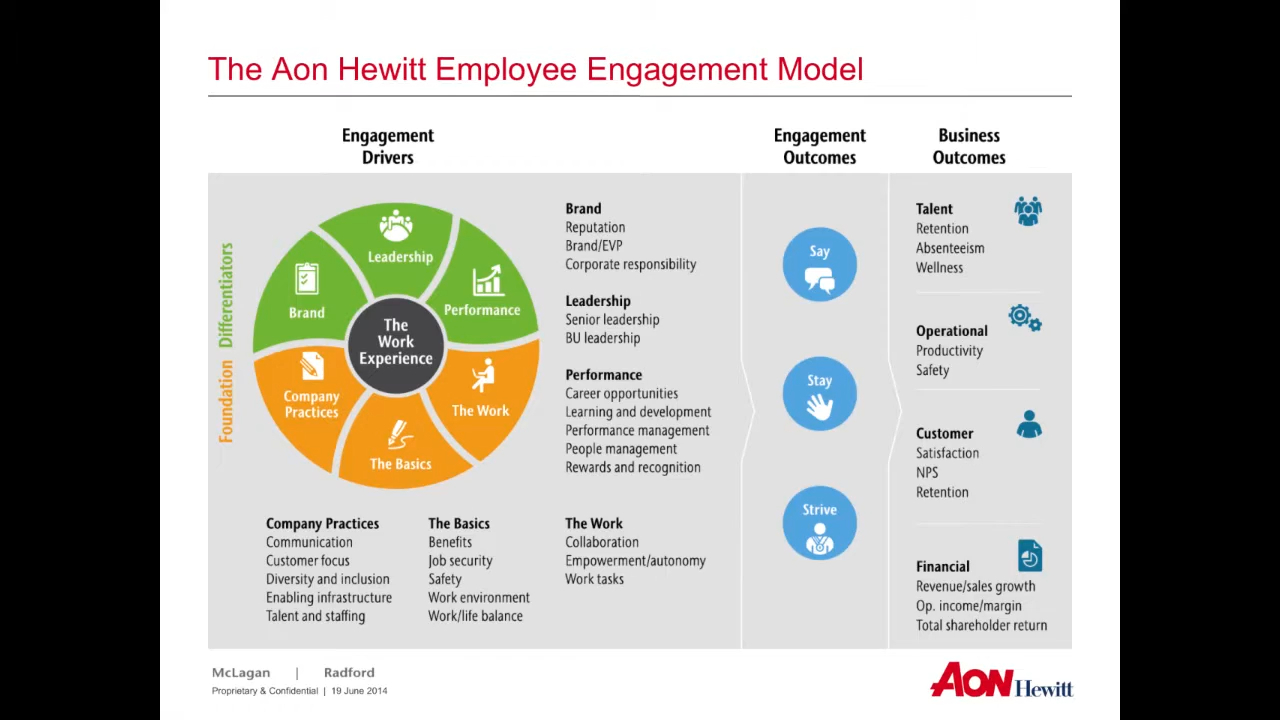 The Aon Hewitt Employee Engagement Model
Engagement
Drivers
Engagement
Outcomes
Business
Outcomes
Differentiators
Foundation
Leadership
Brand
Performance
The
Work
Experience
Company
Practices
The Work
The Basics
Brand
Reputation
Brand/EVP
Corporate responsibility
Leadership
Senior leadership
BU leadership
Performance
Career opportunities
Learning and development
Performance management
People management
Rewards and recognition
Company Practices
Communication
Customer focus
Diversity and inclusion
Enabling infrastructure
Talent and staffing
The Basics
Benefits
Job security
Safety
Work environment
Work/life balance
The Work
Collaboration
Empowerment/autonomy
Work tasks
Say
Stay
Strive
Talent
Retention
Absenteeism
Wellness
Operational
Productivity
Safety
Customer
Satisfaction
NPS
Retention
Financial
Revenue/sales growth
Op. income/margin
Total shareholder return
McLagan | Radford
Proprietary & Confidential | 19 June 2014
AON Hewitt